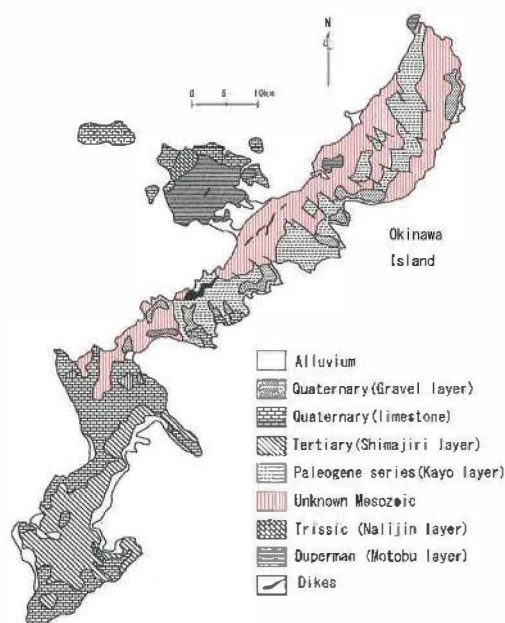 N
0 5 10km
Okinawa
Island
Alluvium
Quaternary(Gravel layer)
Quaternary(limestone)
Tertiary(Shimajiri layer)
Paleogene series(Kayo layer)
Unknown Mesozoic
Trissic (Nalijin layer)
Duperman (Motobu layer)
Dikes